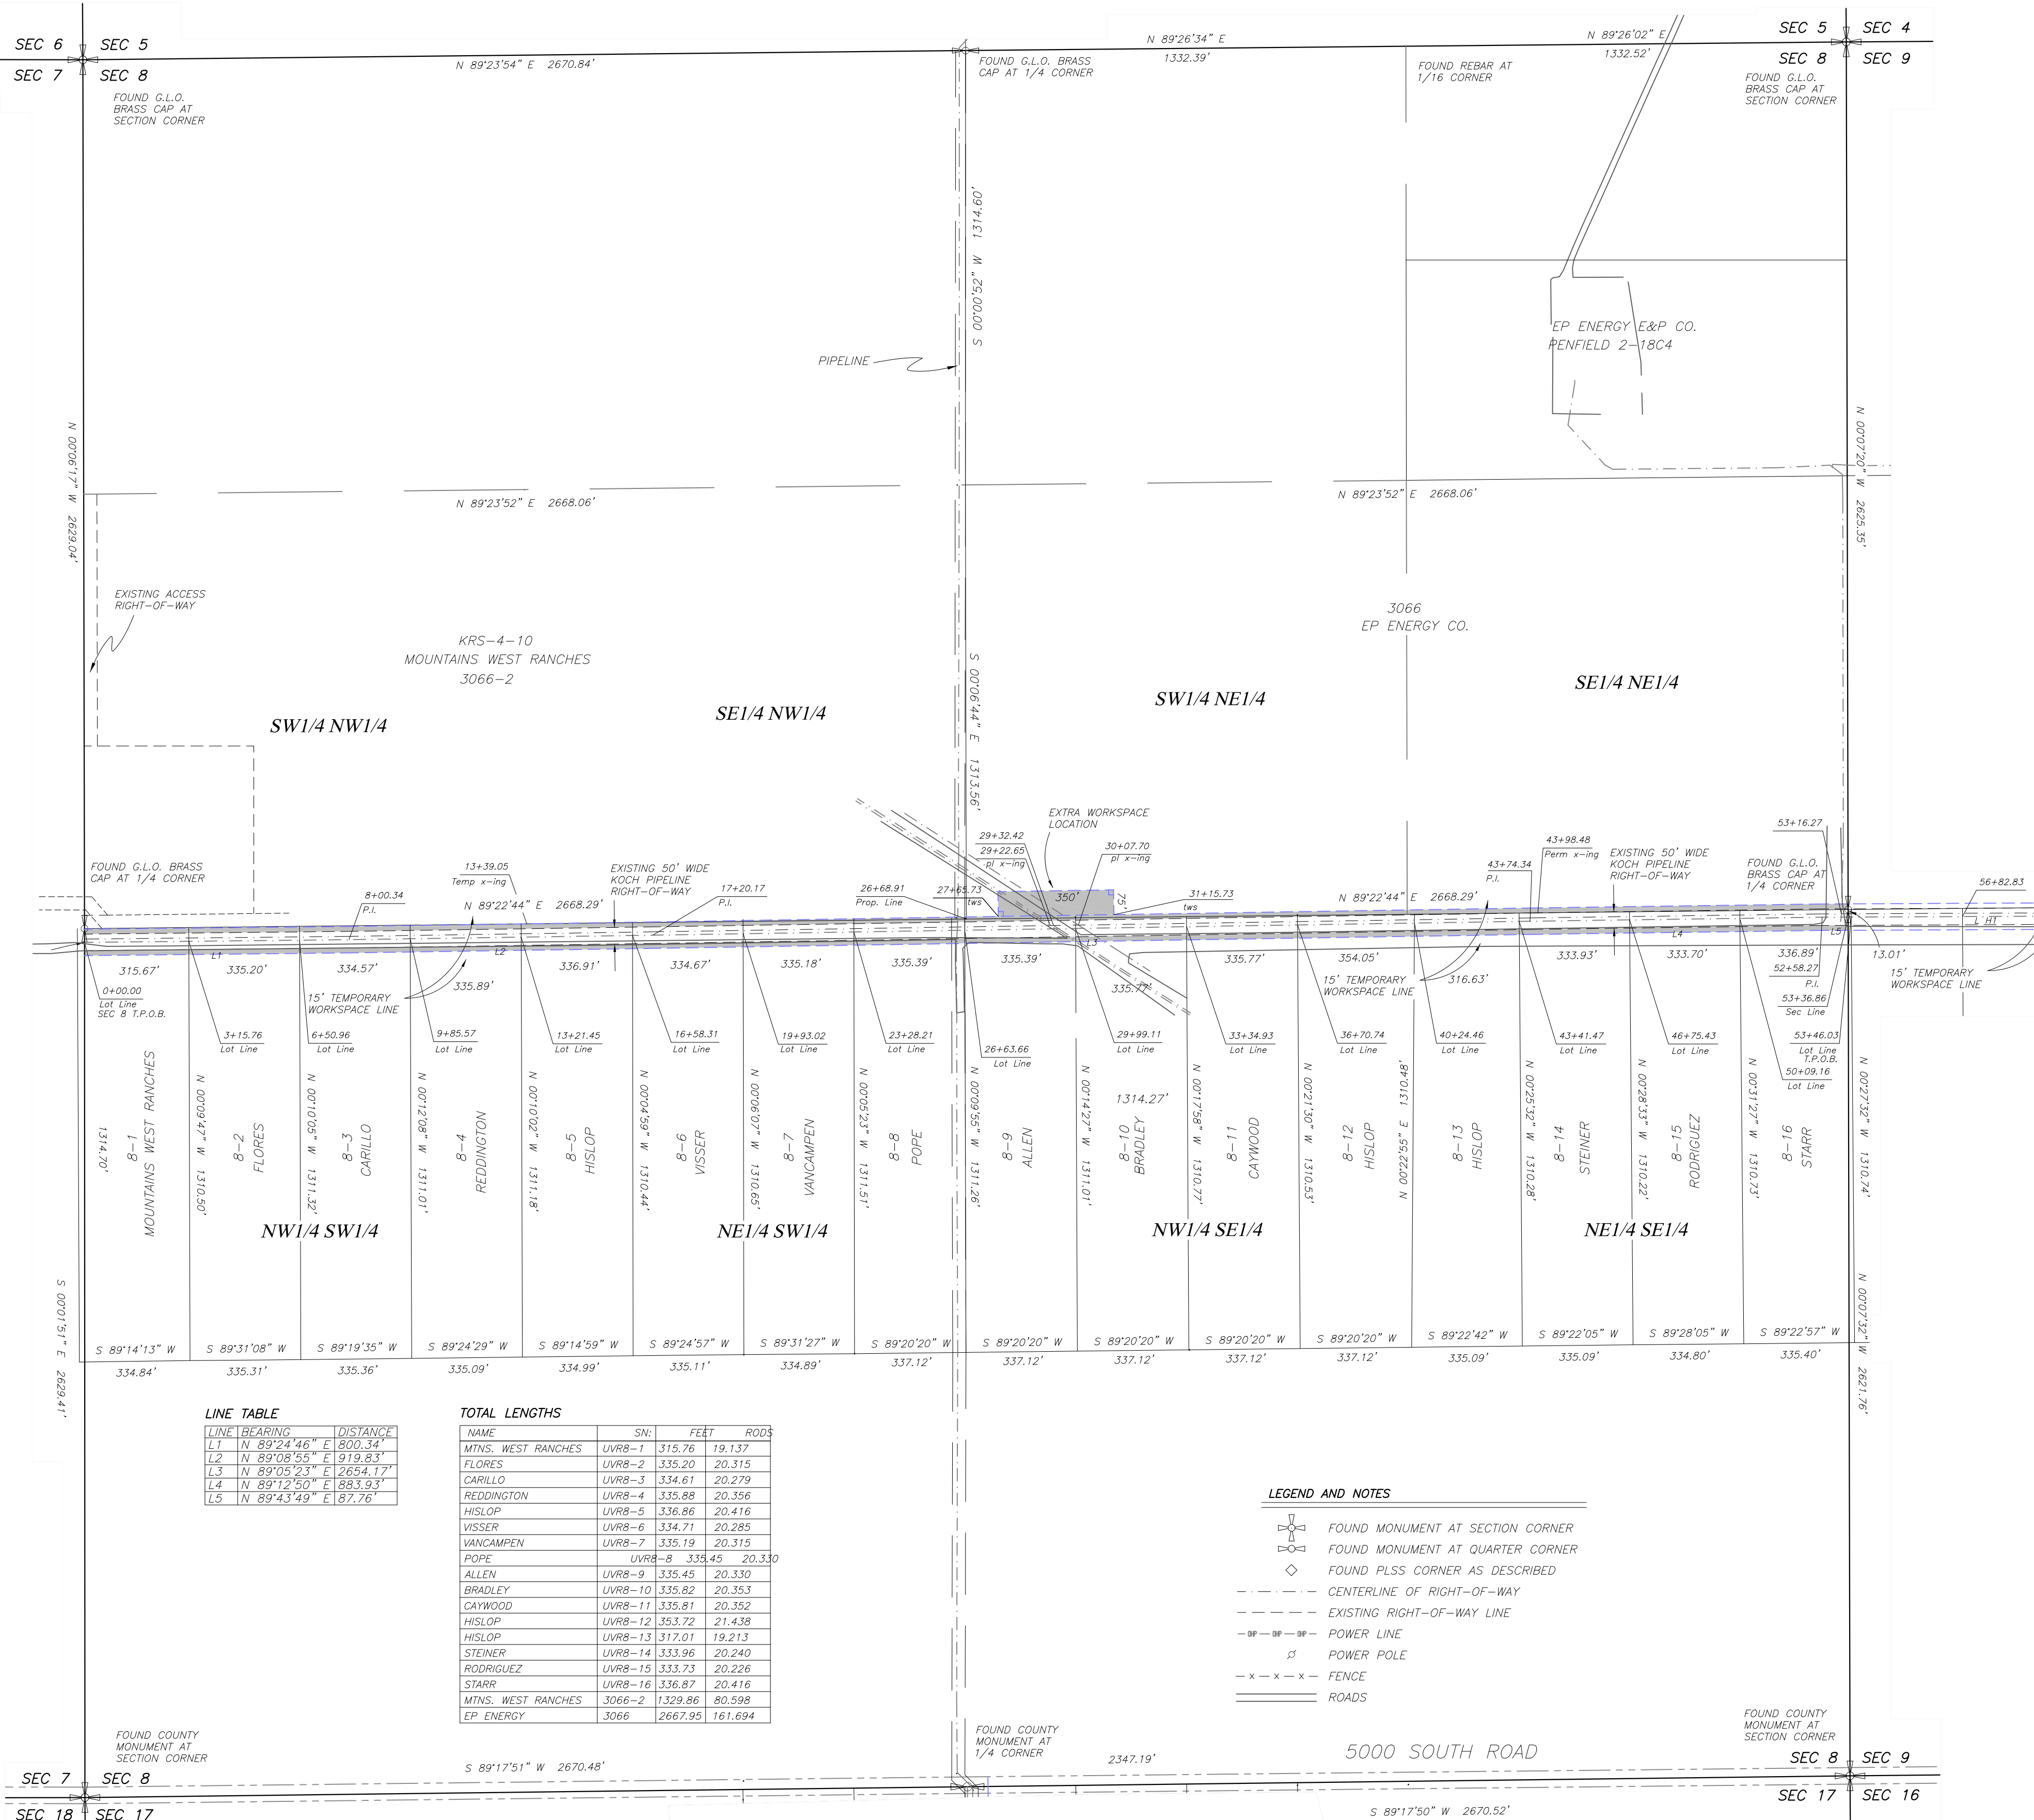 SEC 6 SEC 5
SEC 7 SEC 8
FOUND G.L.O.
BRASS CAP AT
SECTION CORNER
N 89°23'54" E 2670.84'
FOUND G.L.O. BRASS
CAP AT 1/4 CORNER
N 89°26'34" E
1332.39'
FOUND REBAR AT
1/16 CORNER
N 89°26'02" E
1332.52'
SEC 5 SEC 4
SEC 8 SEC 9
FOUND G.L.O.
BRASS CAP AT
SECTION CORNER
S 00°00'52" W 1314.60'
PIPELINE
EP ENERGY E&P CO.
PENFIELD 2-18C4
N 00°06'17" W 2629.04'
N 00°07'20" W 2625.35'
N 89°23'52" E 2668.06'
N 89°23'52" E 2668.06'
EXISTING ACCESS
RIGHT-OF-WAY
KRS-4-10
MOUNTAINS WEST RANCHES
3066-2
3066
EP ENERGY CO.
S 00°06'44" E 1313.56'
SW1/4 NW1/4
SE1/4 NW1/4
SW1/4 NE1/4
SE1/4 NE1/4
FOUND G.L.O. BRASS
CAP AT 1/4 CORNER
8+00.34
P.I.
13+39.05
Temp x-ing
N 89°22'44" E 2668.29'
EXISTING 50' WIDE
KOCH PIPELINE
RIGHT-OF-WAY
17+20.17
P.I.
26+68.91
Prop. Line
27+65.73
tws
29+32.42
29+22.65
pl x-ing
EXTRA WORKSPACE
LOCATION
30+07.70
pl x-ing
350'
75'
31+15.73
tws
N 89°22'44" E 2668.29'
43+74.34
P.I.
43+98.48
Perm x-ing
EXISTING 50' WIDE
KOCH PIPELINE
RIGHT-OF-WAY
53+16.27
FOUND G.L.O.
BRASS CAP AT
1/4 CORNER
56+82.83
L H1
L1
L2
L3
L4
L5
315.67'
335.20'
334.57'
335.89'
336.91'
334.67'
335.18'
335.39'
335.39'
335.77'
335.77'
354.05'
316.63'
333.93'
333.70'
336.89'
13.01'
15' TEMPORARY
WORKSPACE LINE
15' TEMPORARY
WORKSPACE LINE
15' TEMPORARY
WORKSPACE LINE
0+00.00
Lot Line
SEC 8 T.P.O.B.
3+15.76
Lot Line
6+50.96
Lot Line
9+85.57
Lot Line
13+21.45
Lot Line
16+58.31
Lot Line
19+93.02
Lot Line
23+28.21
Lot Line
26+63.66
Lot Line
29+99.11
Lot Line
33+34.93
Lot Line
36+70.74
Lot Line
40+24.46
Lot Line
43+41.47
Lot Line
46+75.43
Lot Line
52+58.27
P.I.
53+36.86
Sec Line
53+46.03
Lot Line
T.P.O.B.
50+09.16
Lot Line
1314.70'
8-1
MOUNTAINS WEST RANCHES
N 00°09'47" W 1310.50'
8-2
FLORES
N 00°10'05" W 1311.32'
8-3
CARILLO
N 00°12'08" W 1311.01'
8-4
REDDINGTON
N 00°10'02" W 1311.18'
8-5
HISLOP
N 00°04'59" W 1310.44'
8-6
VISSER
N 00°06'07" W 1310.65'
8-7
VANCAMPEN
N 00°05'23" W 1311.51'
8-8
POPE
N 00°09'55" W 1311.26'
8-9
ALLEN
N 00°14'27" W 1311.01'
1314.27'
8-10
BRADLEY
N 00°17'58" W 1310.77'
8-11
CAYWOOD
N 00°21'30" W 1310.53'
8-12
HISLOP
N 00°22'55" E 1310.48'
8-13
HISLOP
N 00°25'32" W 1310.28'
8-14
STEINER
N 00°28'33" W 1310.22'
8-15
RODRIGUEZ
N 00°31'27" W 1310.73'
8-16
STARR
N 00°27'32" W 1310.74'
NW1/4 SW1/4
NE1/4 SW1/4
NW1/4 SE1/4
NE1/4 SE1/4
S 00°01'51" E 2629.41'
N 00°07'32" W 2621.76'
S 89°14'13" W
334.84'
S 89°31'08" W
335.31'
S 89°19'35" W
335.36'
S 89°24'29" W
335.09'
S 89°14'59" W
334.99'
S 89°24'57" W
335.11'
S 89°31'27" W
334.89'
S 89°20'20" W
337.12'
S 89°20'20" W
337.12'
S 89°20'20" W
337.12'
S 89°20'20" W
337.12'
S 89°20'20" W
337.12'
S 89°22'42" W
335.09'
S 89°22'05" W
335.09'
S 89°28'05" W
334.80'
S 89°22'57" W
335.40'
LINE TABLE
LINE BEARING DISTANCE
L1 N 89°24'46" E 800.34'
L2 N 89°08'55" E 919.83'
L3 N 89°05'23" E 2654.17'
L4 N 89°12'50" E 883.93'
L5 N 89°43'49" E 87.76'
TOTAL LENGTHS
NAME SN: FEET RODS
MTNS. WEST RANCHES UVR8-1 315.76 19.137
FLORES UVR8-2 335.20 20.315
CARILLO UVR8-3 334.61 20.279
REDDINGTON UVR8-4 335.88 20.356
HISLOP UVR8-5 336.86 20.416
VISSER UVR8-6 334.71 20.285
VANCAMPEN UVR8-7 335.19 20.315
POPE UVR8-8 335.45 20.330
ALLEN UVR8-9 335.45 20.330
BRADLEY UVR8-10 335.82 20.353
CAYWOOD UVR8-11 335.81 20.352
HISLOP UVR8-12 353.72 21.438
HISLOP UVR8-13 317.01 19.213
STEINER UVR8-14 333.96 20.240
RODRIGUEZ UVR8-15 333.73 20.226
STARR UVR8-16 336.87 20.416
MTNS. WEST RANCHES 3066-2 1329.86 80.598
EP ENERGY 3066 2667.95 161.694
LEGEND AND NOTES
FOUND MONUMENT AT SECTION CORNER
FOUND MONUMENT AT QUARTER CORNER
FOUND PLSS CORNER AS DESCRIBED
CENTERLINE OF RIGHT-OF-WAY
EXISTING RIGHT-OF-WAY LINE
OHP OHP OHP POWER LINE
POWER POLE
x x x FENCE
ROADS
FOUND COUNTY
MONUMENT AT
SECTION CORNER
S 89°17'51" W 2670.48'
FOUND COUNTY
MONUMENT AT
1/4 CORNER
2347.19'
5000 SOUTH ROAD
FOUND COUNTY
MONUMENT AT
SECTION CORNER
SEC 7 SEC 8
SEC 18 SEC 17
SEC 8 SEC 9
SEC 17 SEC 16
S 89°17'50" W 2670.52'